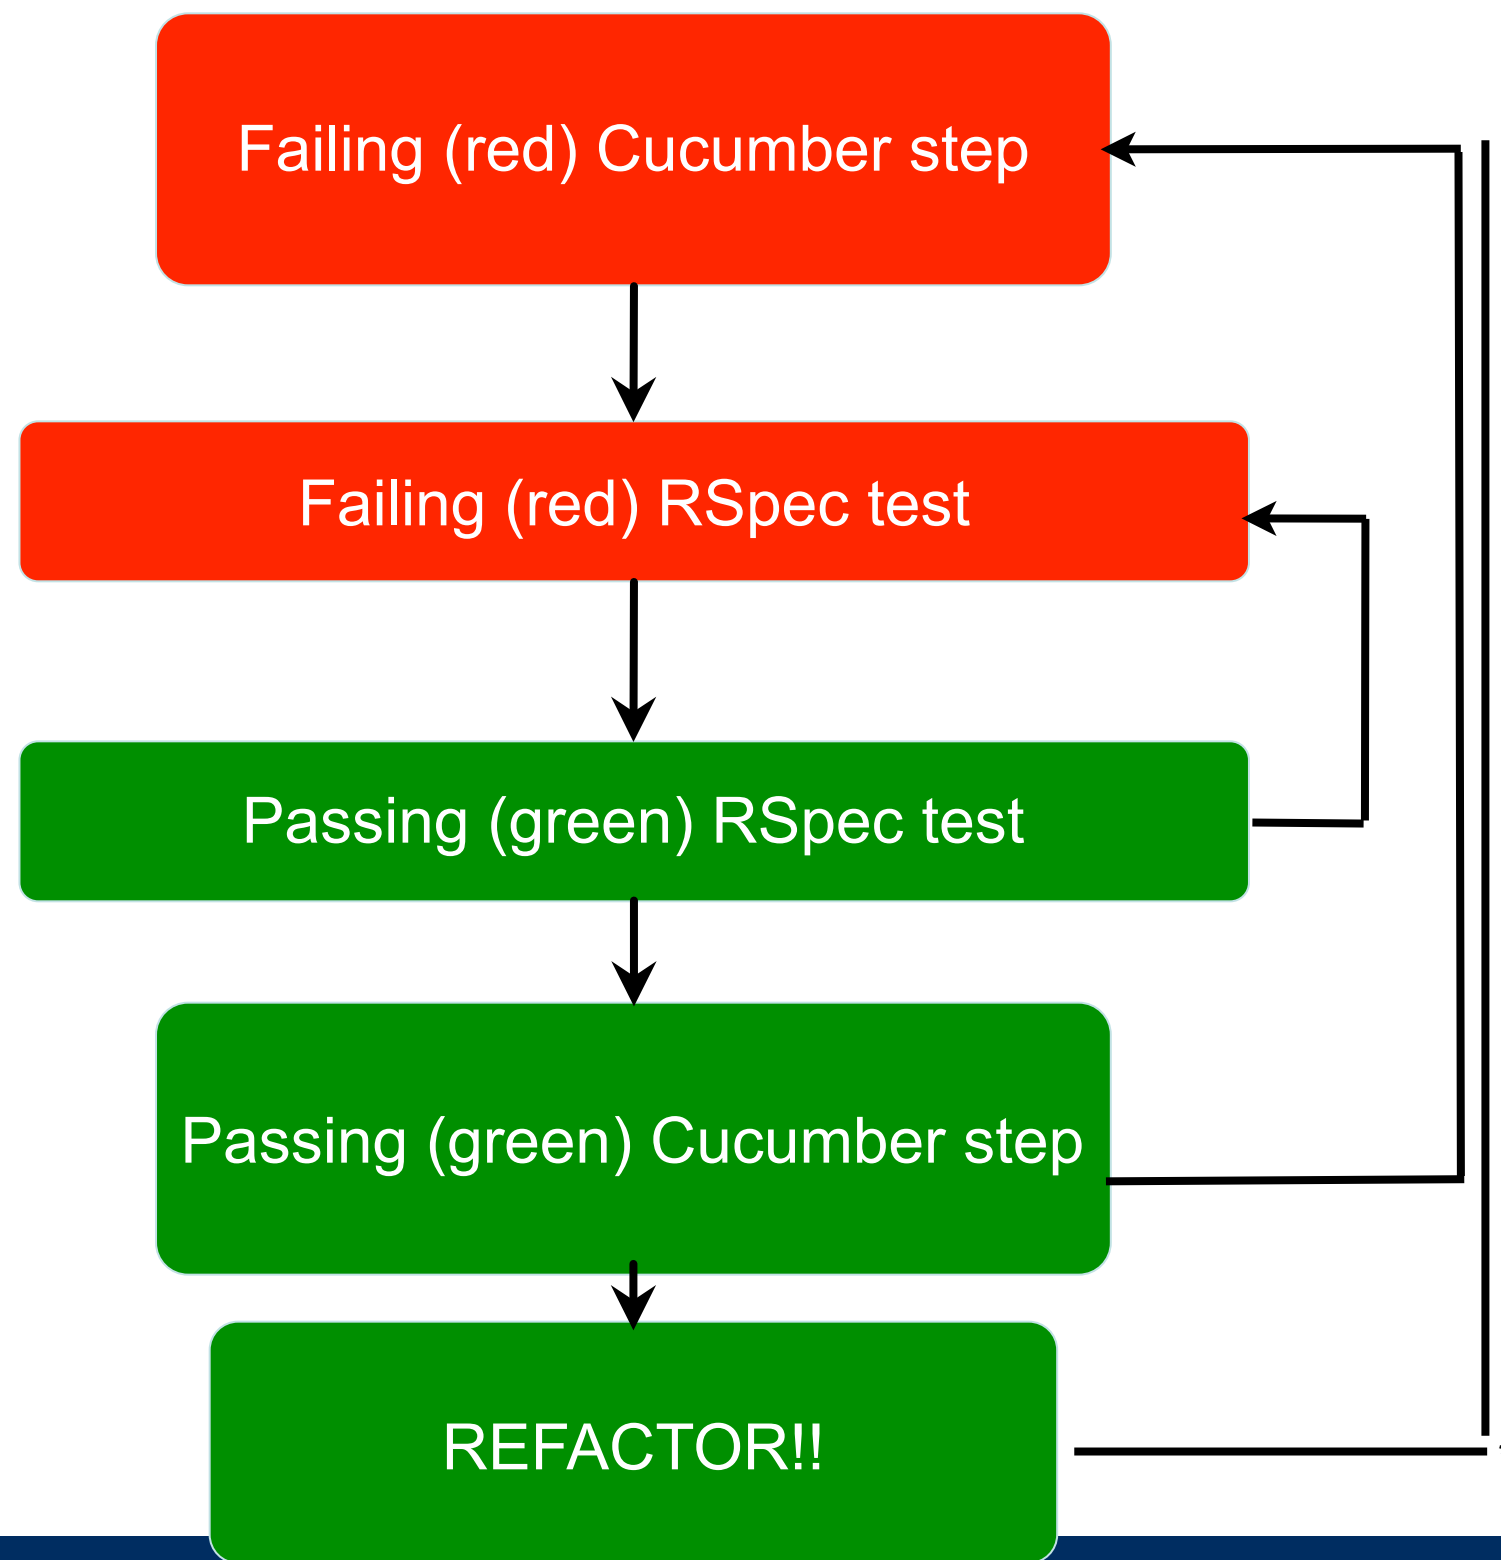 Failing (red) Cucumber step
Failing (red) RSpec test
Passing (green) RSpec test
Passing (green) Cucumber step
REFACTOR!!